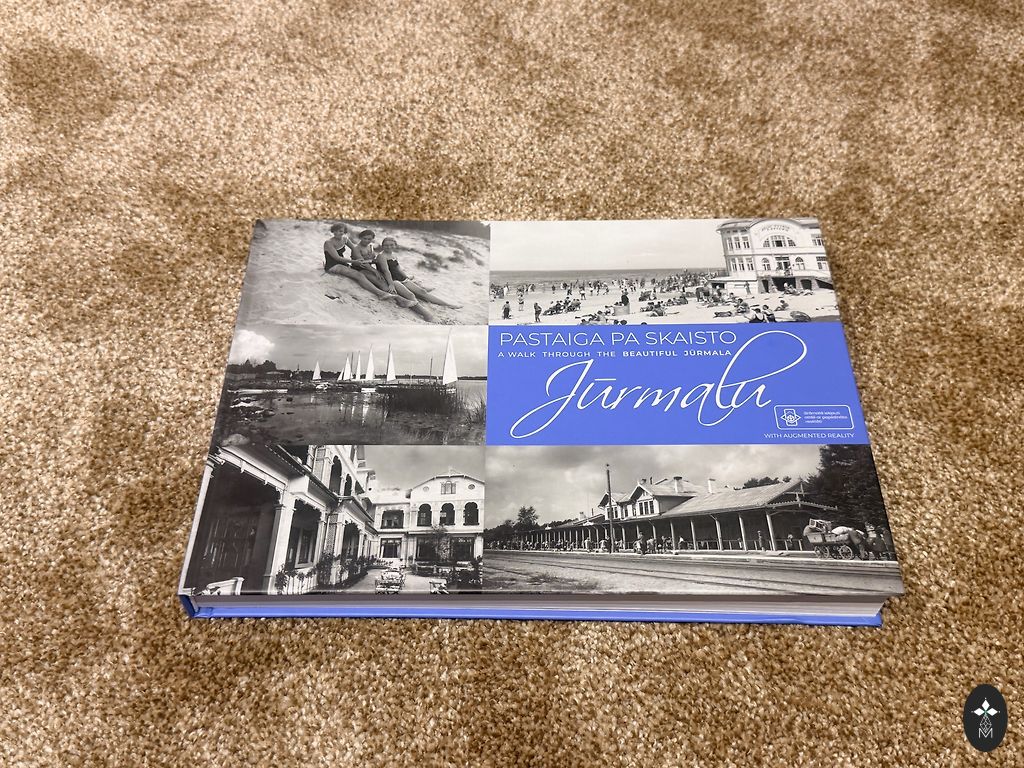 PASTAIGA PA SKAISTO
A WALK THROUGH THE BEAUTIFUL JŪRMALA
Jūrmalu
WITH AUGMENTED REALITY
M